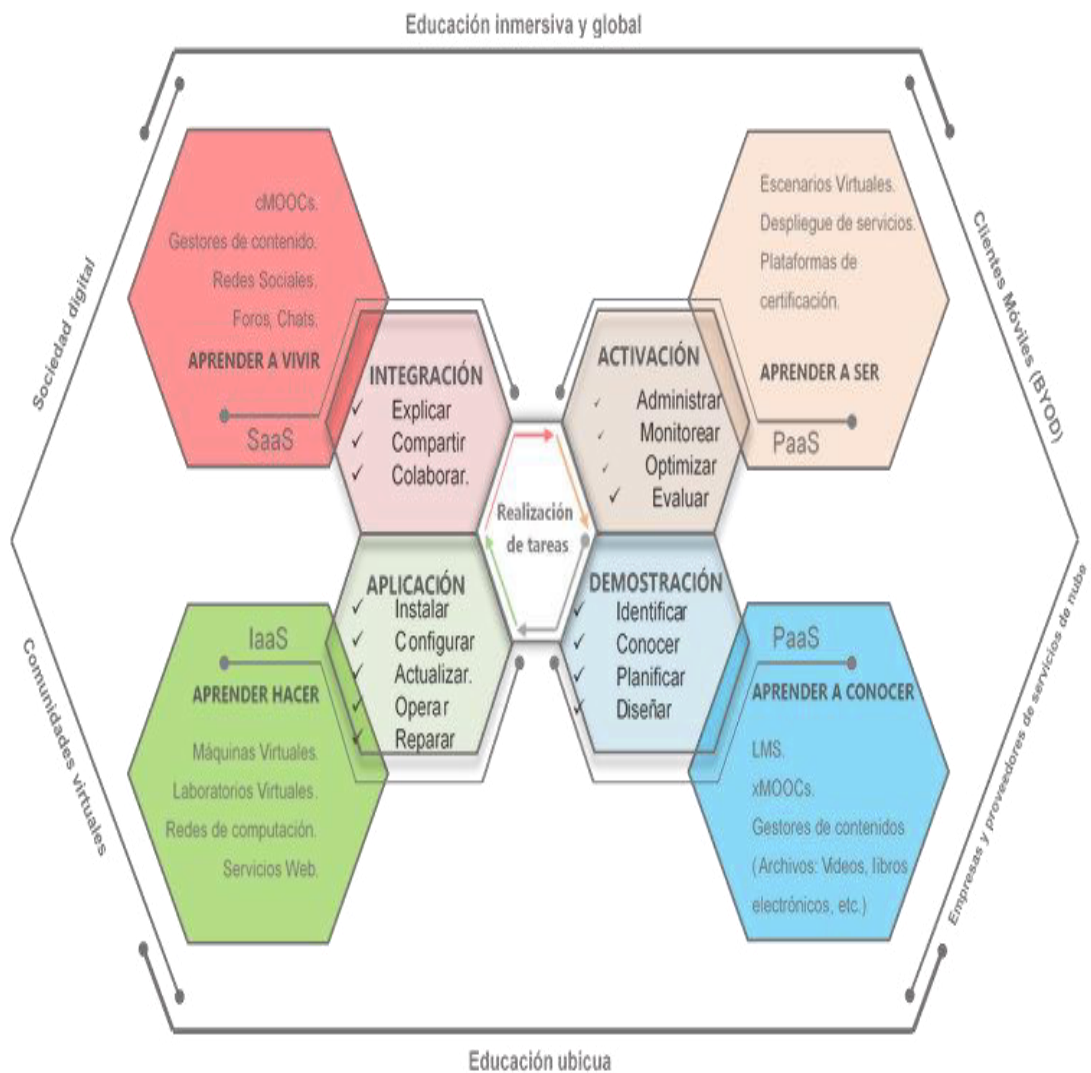 Educación inmersiva y global
Sociedad digital
Clientes Móviles (BYOD)
cMOOCs.
Gestores de contenido.
Redes Sociales.
Foros, Chats.
APRENDER A VIVIR
SaaS
INTEGRACIÓN
✓ Explicar
✓ Compartir
✓ Colaborar.
Escenarios Virtuales.
Despliegue de servicios.
Plataformas de
certificación.
APRENDER A SER
PaaS
ACTIVACIÓN
✓ Administrar
✓ Monitorear
✓ Optimizar
✓ Evaluar
Realización
de tareas
APLICACIÓN
✓ Instalar
✓ Configurar
✓ Actualizar.
✓ Operar
✓ Reparar
IaaS
APRENDER HACER
Máquinas Virtuales.
Laboratorios Virtuales.
Redes de computación.
Servicios Web.
DEMOSTRACIÓN
✓ Identificar
✓ Conocer
✓ Planificar
✓ Diseñar
PaaS
APRENDER A CONOCER
LMS.
xMOOCs.
Gestores de contenidos
(Archivos: Videos, libros
electrónicos, etc.)
Comunidades virtuales
Empresas y proveedores de servicios de nube
Educación ubicua